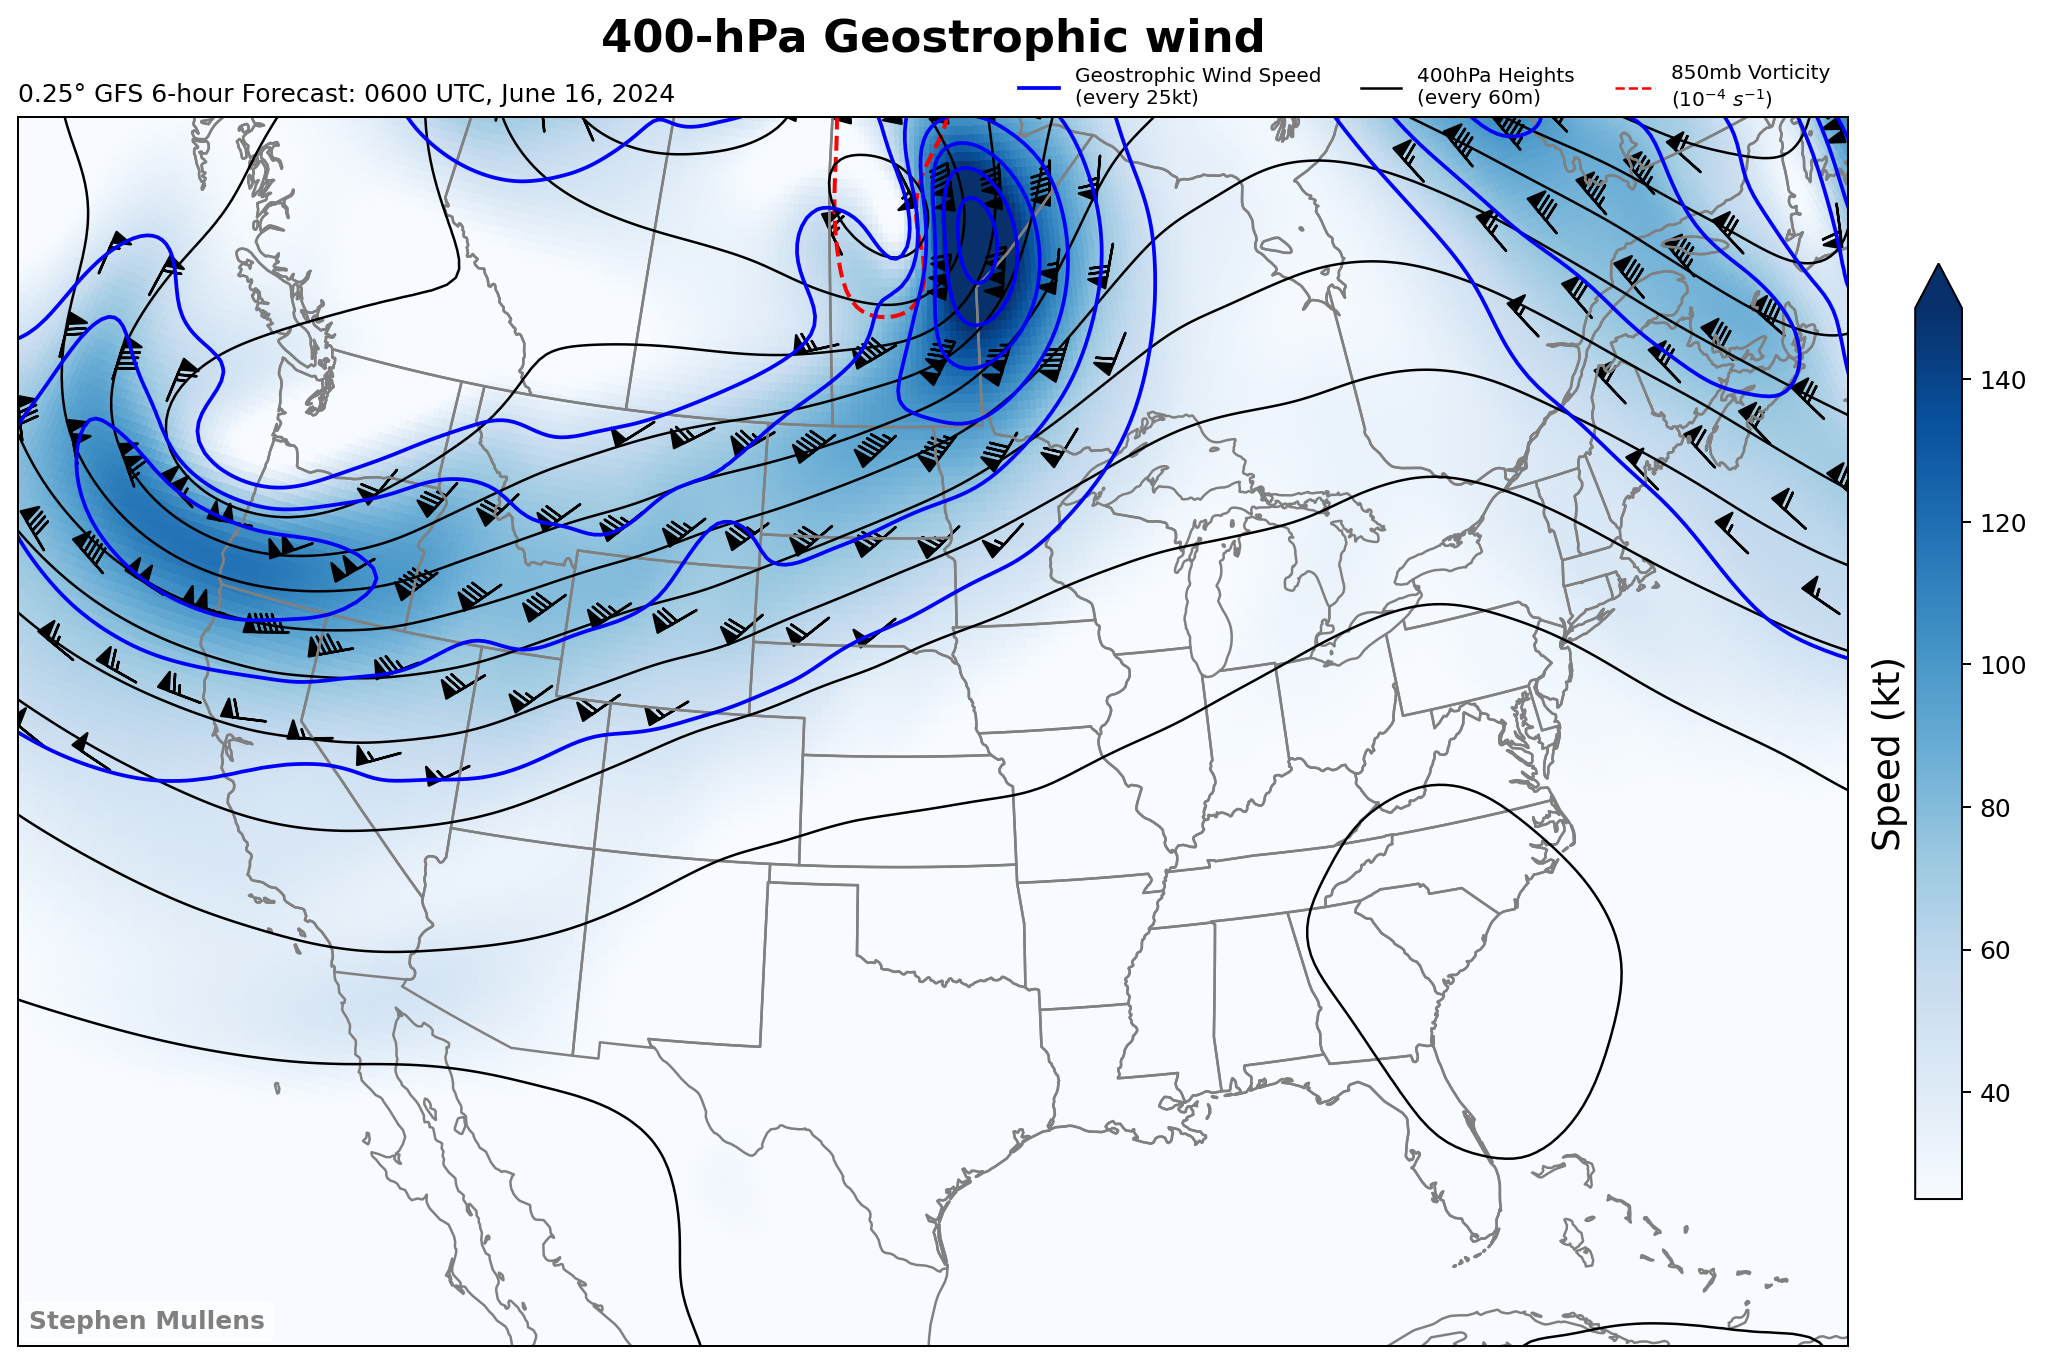 400-hPa Geostrophic wind
0.25° GFS 6-hour Forecast: 0600 UTC, June 16, 2024
Geostrophic Wind Speed
(every 25kt)
400hPa Heights
(every 60m)
850mb Vorticity
(10⁻⁴ s⁻¹)
140
120
100
80
60
40
Speed (kt)
Stephen Mullens